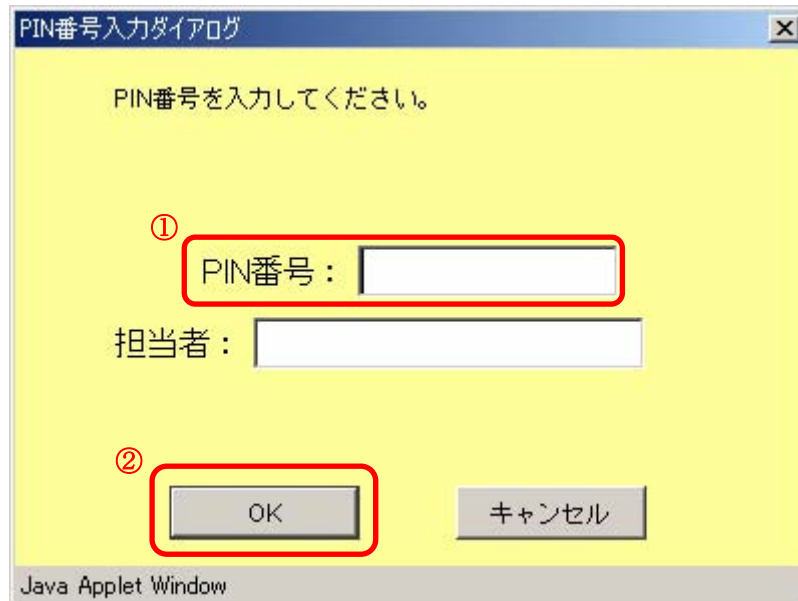 PIN番号入力ダイアログ
PIN番号を入力してください。
①
PIN番号：
担当者：
②
OK キャンセル
Java Applet Window